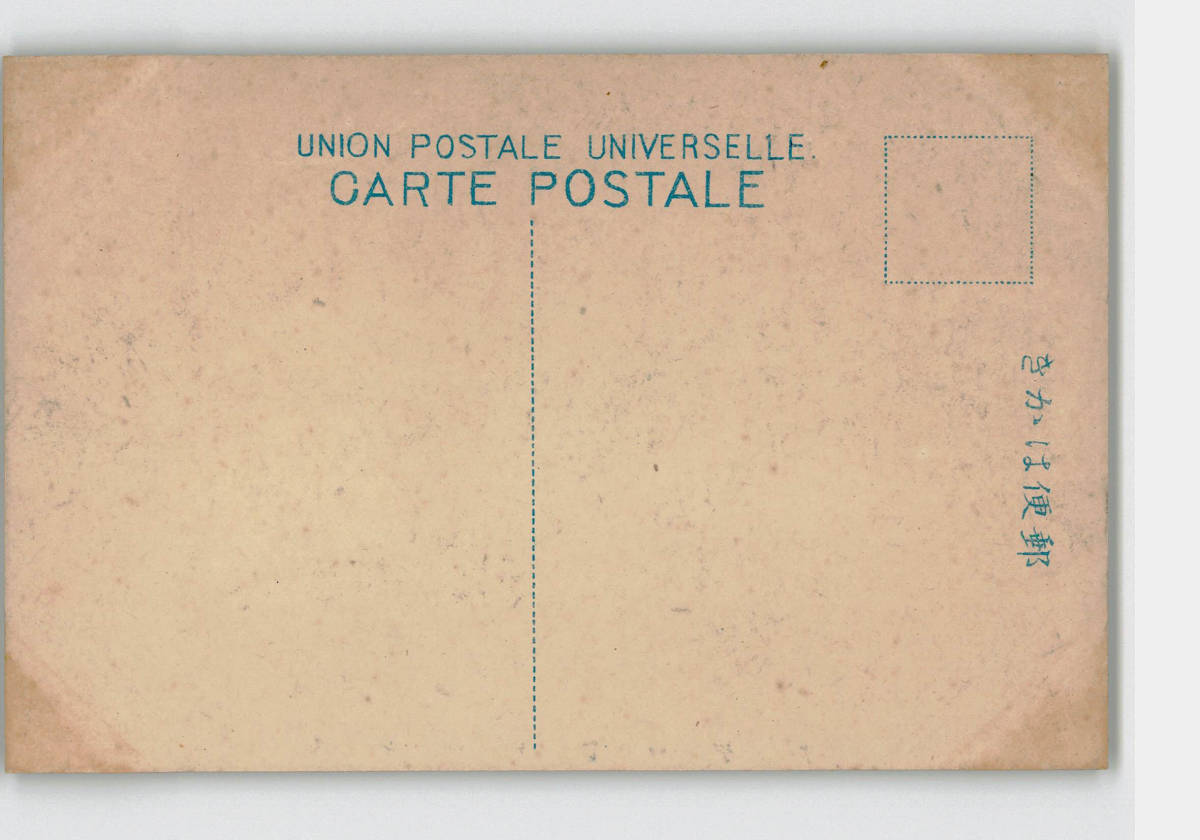 UNION POSTALE UNIVERSELLE.
CARTE POSTALE
きかは便郵